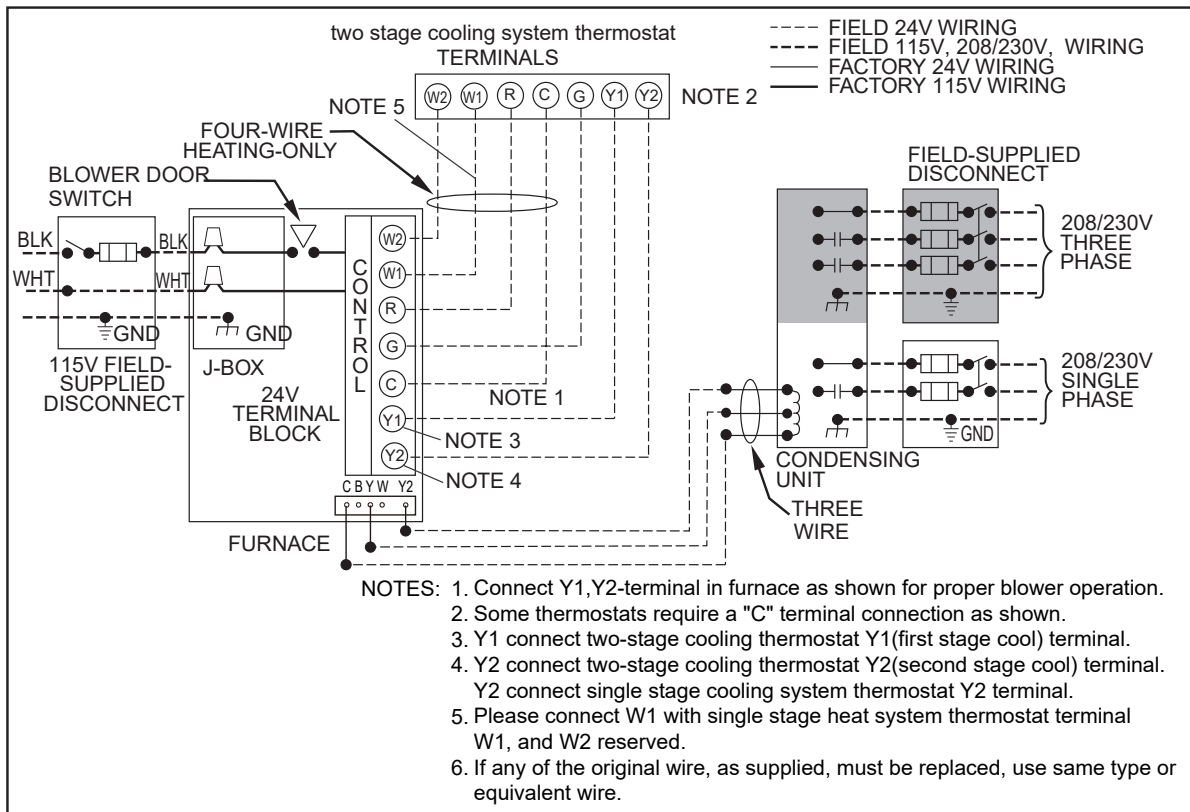 two stage cooling system thermostat
TERMINALS
W2 W1 R C G Y1 Y2
NOTE 2
FIELD 24V WIRING
FIELD 115V, 208/230V, WIRING
FACTORY 24V WIRING
FACTORY 115V WIRING
NOTE 5
FOUR-WIRE
HEATING-ONLY
BLOWER DOOR
SWITCH
BLK
BLK
WHT
WHT
GND
GND
115V FIELD-
SUPPLIED
DISCONNECT
J-BOX
24V
TERMINAL
BLOCK
CONTROL
W2
W1
R
G
C
Y1
Y2
NOTE 1
NOTE 3
NOTE 4
C B Y W Y2
FURNACE
FIELD-SUPPLIED
DISCONNECT
208/230V
THREE
PHASE
208/230V
SINGLE
PHASE
GND
CONDENSING
UNIT
THREE
WIRE
NOTES: 1. Connect Y1,Y2-terminal in furnace as shown for proper blower operation.
2. Some thermostats require a "C" terminal connection as shown.
3. Y1 connect two-stage cooling thermostat Y1(first stage cool) terminal.
4. Y2 connect two-stage cooling thermostat Y2(second stage cool) terminal.
Y2 connect single stage cooling system thermostat Y2 terminal.
5. Please connect W1 with single stage heat system thermostat terminal
W1, and W2 reserved.
6. If any of the original wire, as supplied, must be replaced, use same type or
equivalent wire.